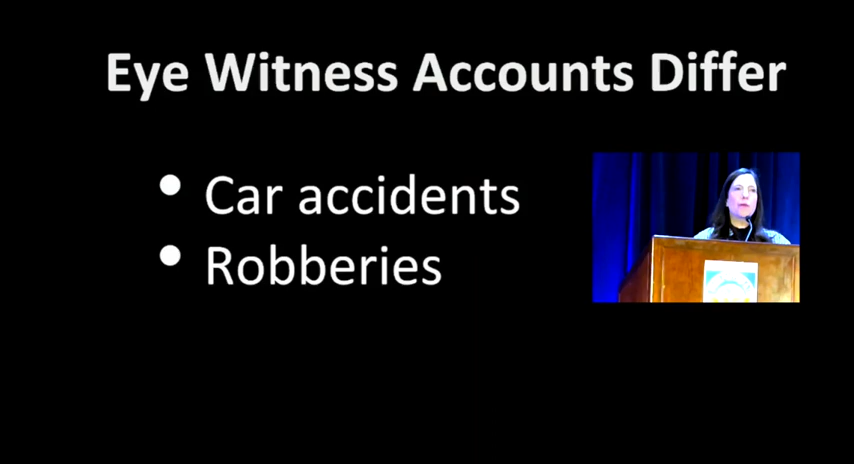 Eye Witness Accounts Differ
• Car accidents
• Robberies